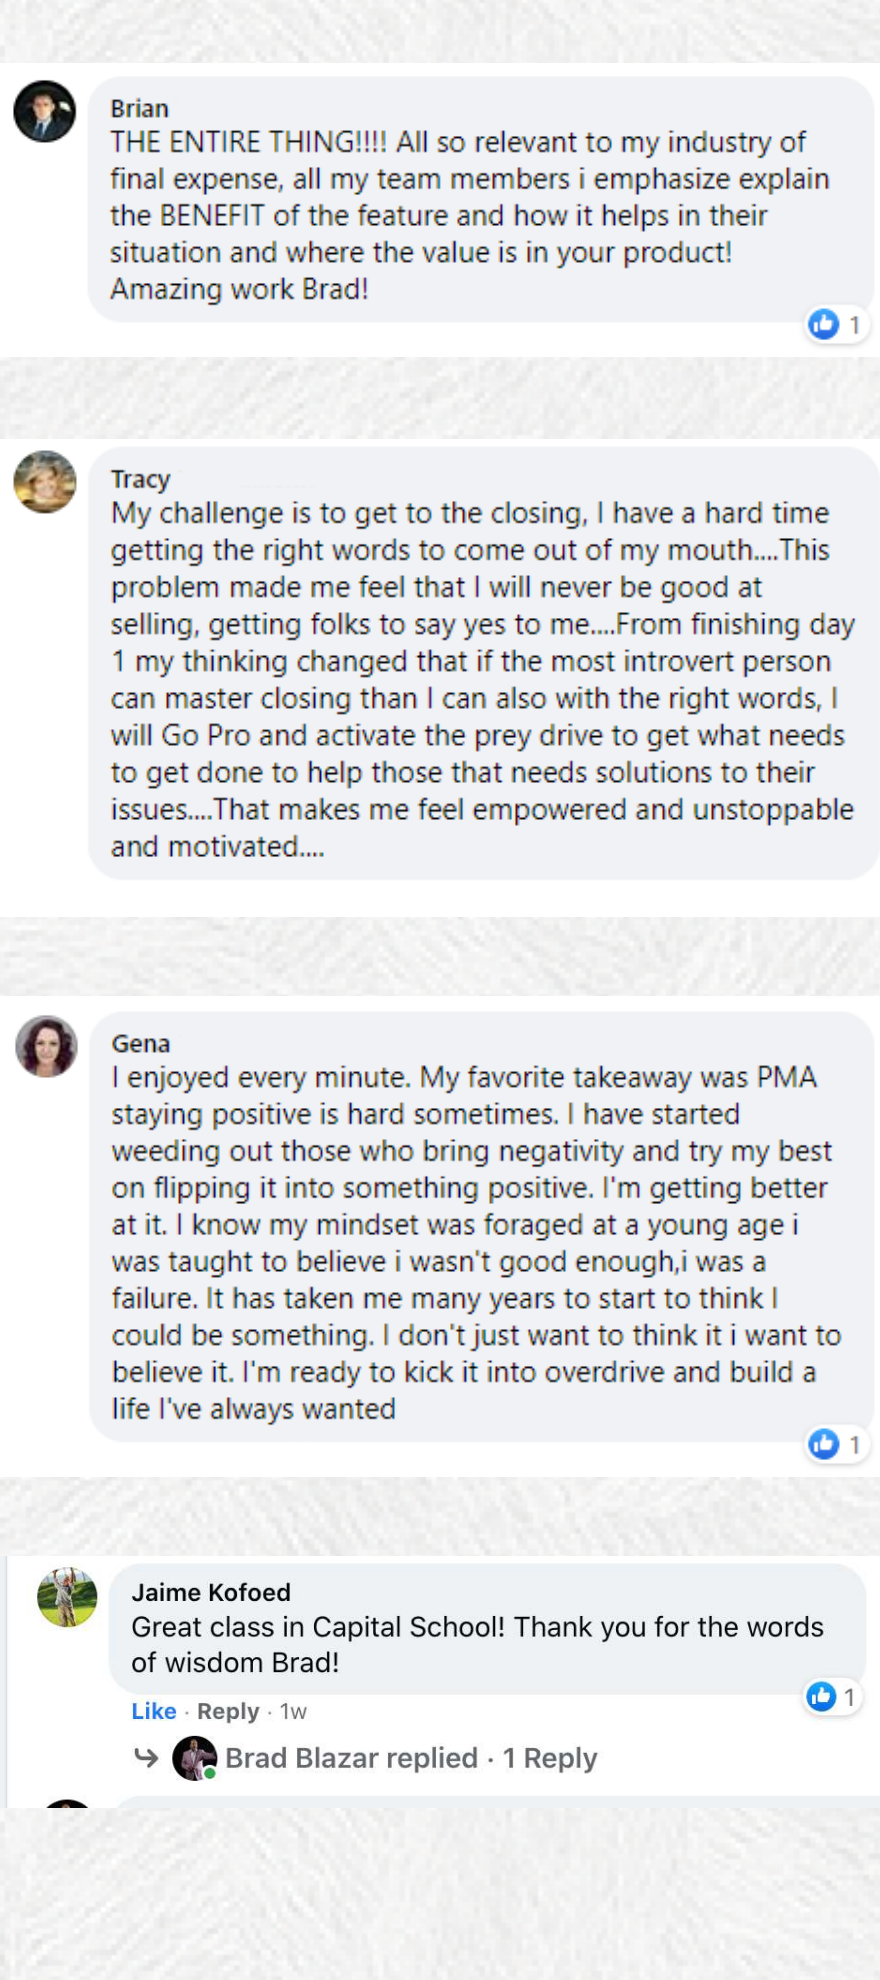 Brian
THE ENTIRE THING!!!! All so relevant to my industry of
final expense, all my team members i emphasize explain
the BENEFIT of the feature and how it helps in their
situation and where the value is in your product!
Amazing work Brad!
1
Tracy
My challenge is to get to the closing, I have a hard time
getting the right words to come out of my mouth....This
problem made me feel that I will never be good at
selling, getting folks to say yes to me....From finishing day
1 my thinking changed that if the most introvert person
can master closing than I can also with the right words, I
will Go Pro and activate the prey drive to get what needs
to get done to help those that needs solutions to their
issues....That makes me feel empowered and unstoppable
and motivated....
Gena
I enjoyed every minute. My favorite takeaway was PMA
staying positive is hard sometimes. I have started
weeding out those who bring negativity and try my best
on flipping it into something positive. I'm getting better
at it. I know my mindset was foraged at a young age i
was taught to believe i wasn't good enough,i was a
failure. It has taken me many years to start to think I
could be something. I don't just want to think it i want to
believe it. I'm ready to kick it into overdrive and build a
life I've always wanted
1
Jaime Kofoed
Great class in Capital School! Thank you for the words
of wisdom Brad!
Like · Reply · 1w
1
Brad Blazar replied · 1 Reply